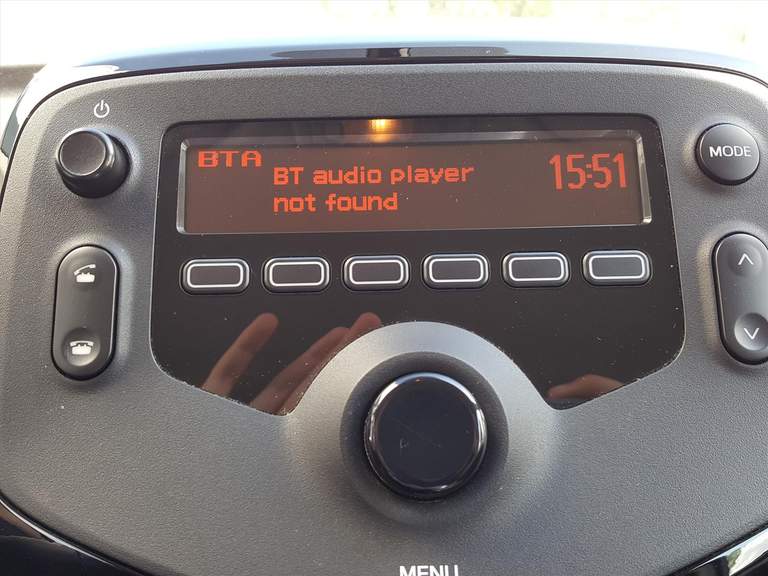 BTA
BT audio player
not found
15:51
MODE
MENU